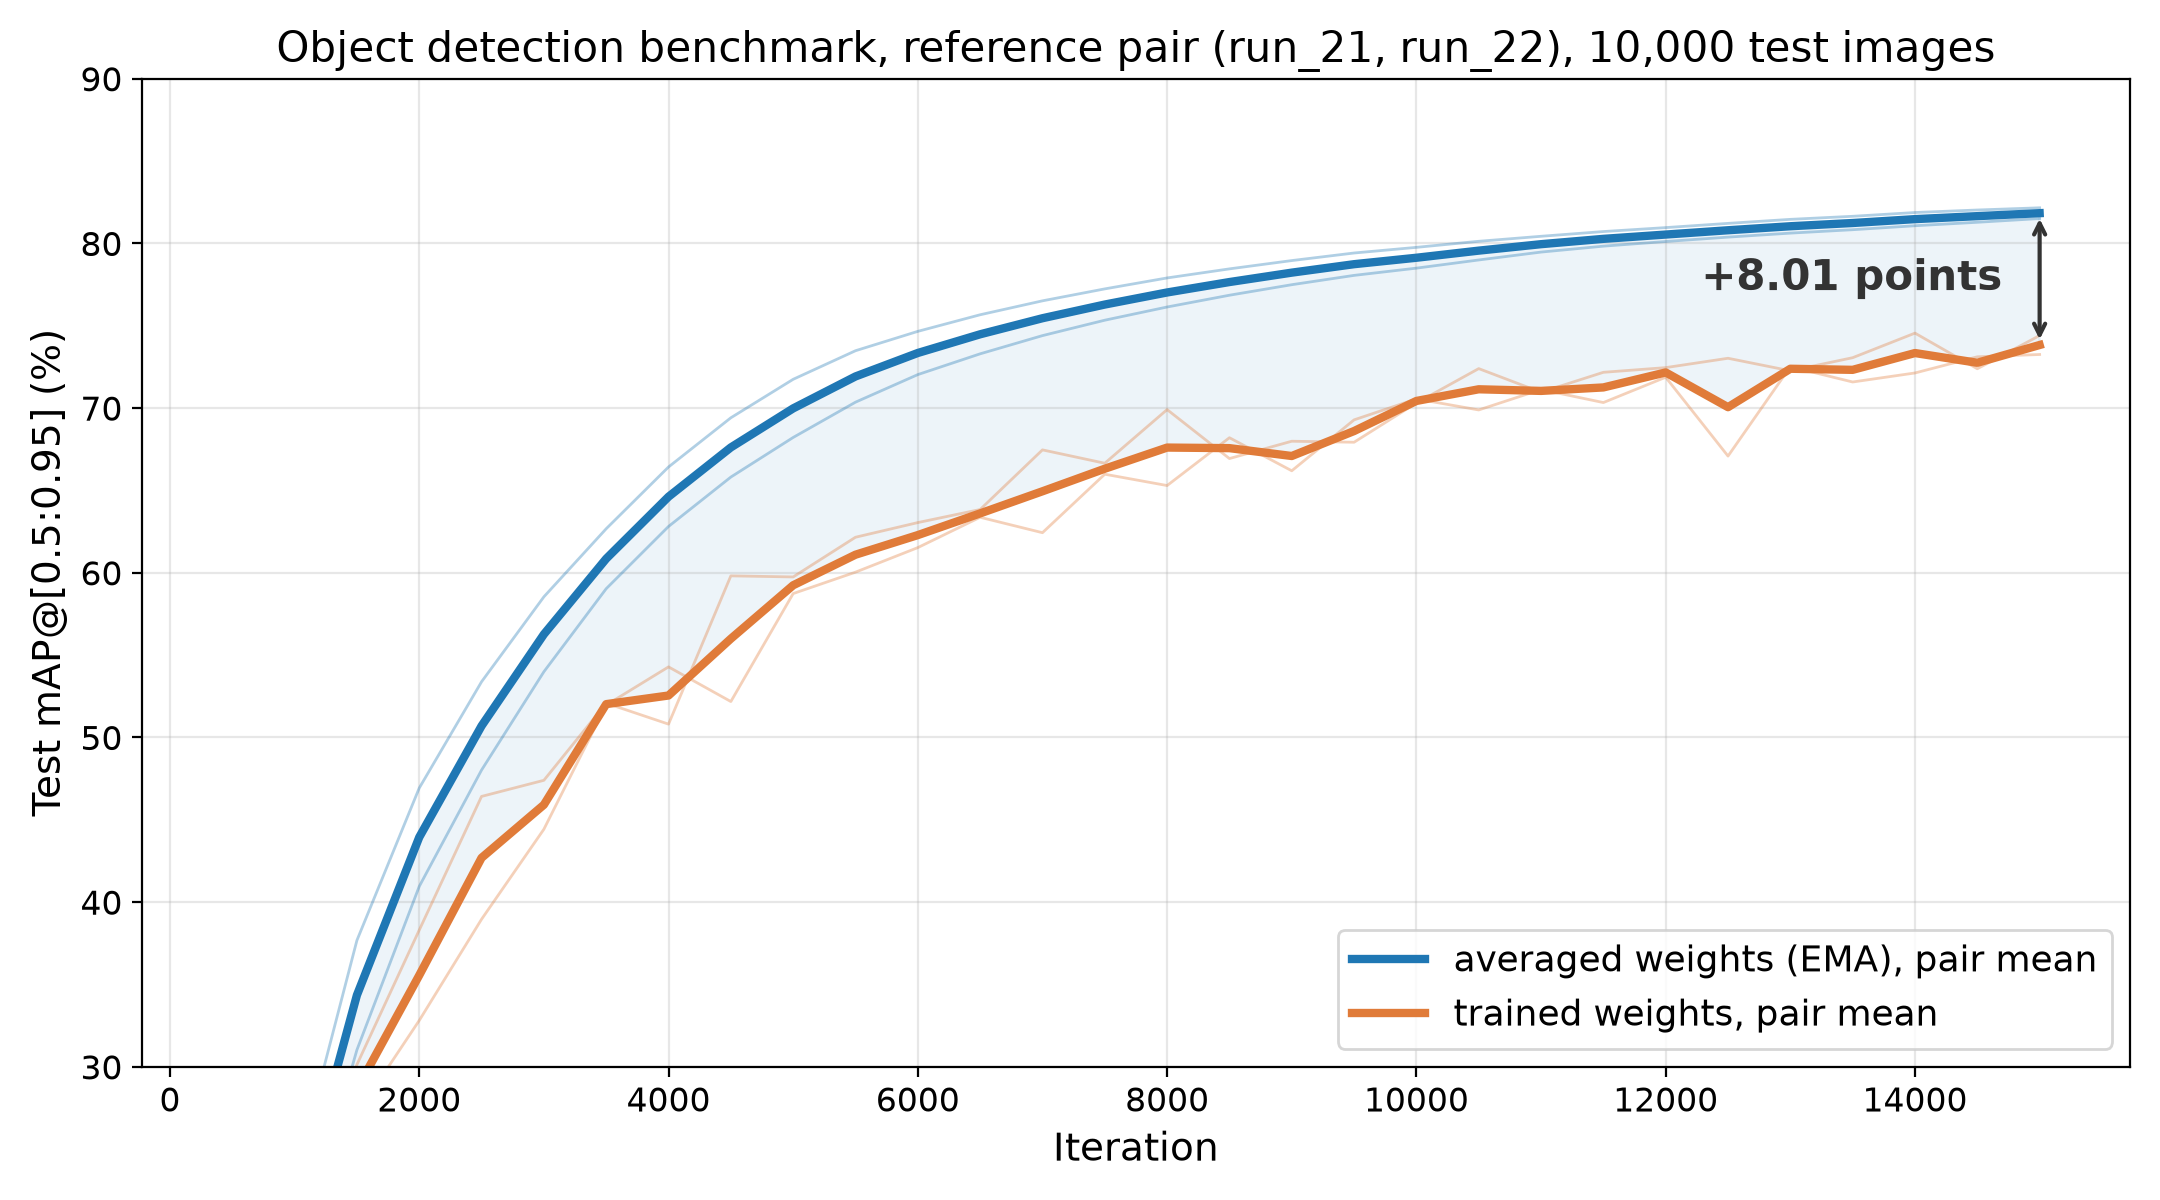 Object detection benchmark, reference pair (run_21, run_22), 10,000 test images
Test mAP@[0.5:0.95] (%)
90
80
70
60
50
40
30
+8.01 points
averaged weights (EMA), pair mean
trained weights, pair mean
0 2000 4000 6000 8000 10000 12000 14000
Iteration